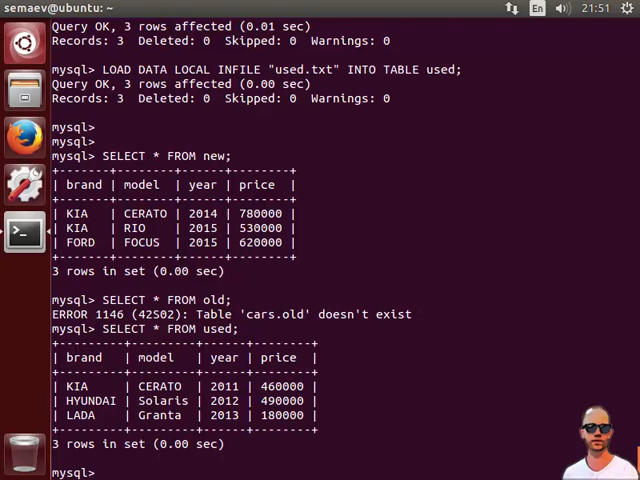 semaev@ubuntu: En 21:51
Query OK, 3 rows affected (0.01 sec)
Records: 3  Deleted: 0  Skipped: 0  Warnings: 0
mysql> LOAD DATA LOCAL INFILE "used.txt" INTO TABLE used;
Query OK, 3 rows affected (0.00 sec)
Records: 3  Deleted: 0  Skipped: 0  Warnings: 0
mysql>
mysql>
mysql> SELECT * FROM new;
+-------+--------+------+--------+
| brand | model  | year | price  |
+-------+--------+------+--------+
| KIA   | CERATO | 2014 | 780000 |
| KIA   | RIO    | 2015 | 530000 |
| FORD  | FOCUS  | 2015 | 620000 |
+-------+--------+------+--------+
3 rows in set (0.00 sec)
mysql> SELECT * FROM old;
ERROR 1146 (42S02): Table 'cars.old' doesn't exist
mysql> SELECT * FROM used;
+---------+---------+------+--------+
| brand   | model   | year | price  |
+---------+---------+------+--------+
| KIA     | CERATO  | 2011 | 460000 |
| HYUNDAI | Solaris | 2012 | 490000 |
| LADA    | Granta  | 2013 | 180000 |
+---------+---------+------+--------+
3 rows in set (0.00 sec)
mysql>